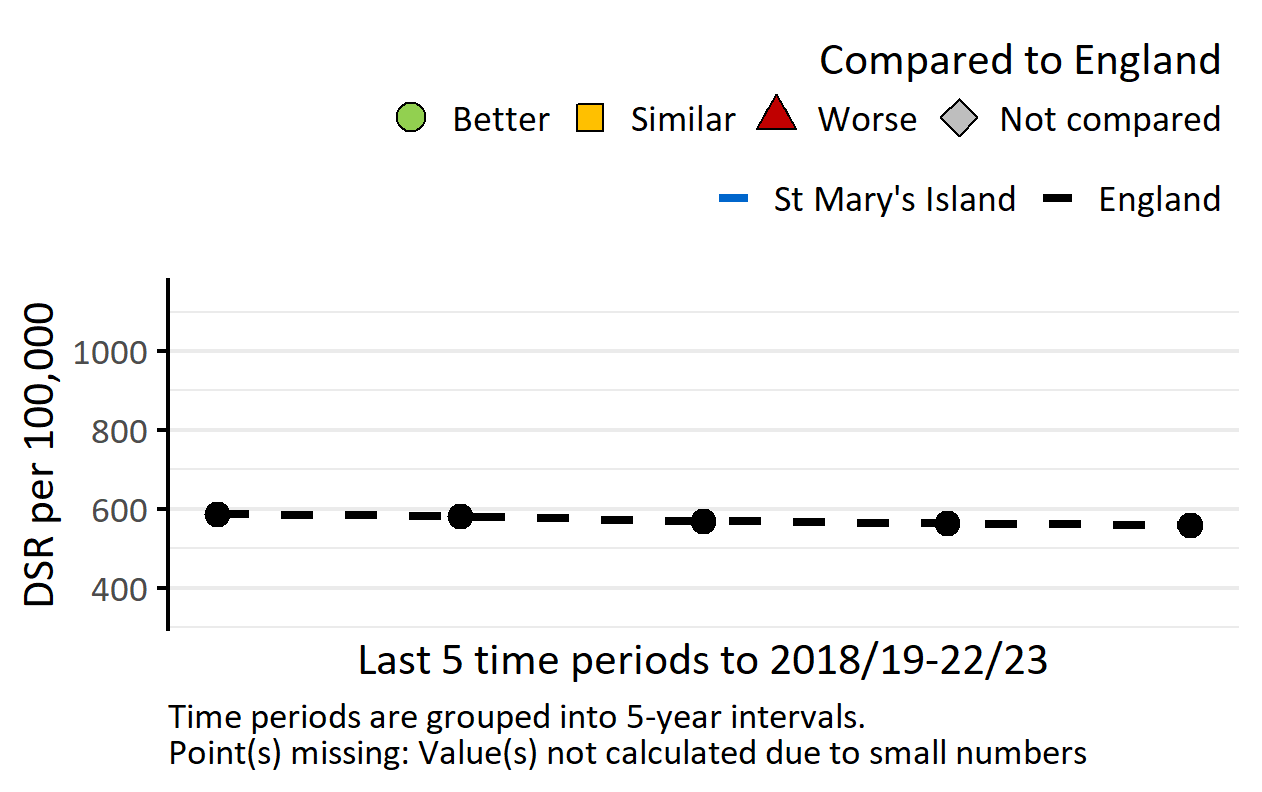 Compared to England
Better Similar Worse Not compared
St Mary's Island England
DSR per 100,000
1000
800
600
400
Last 5 time periods to 2018/19-22/23
Time periods are grouped into 5-year intervals.
Point(s) missing: Value(s) not calculated due to small numbers